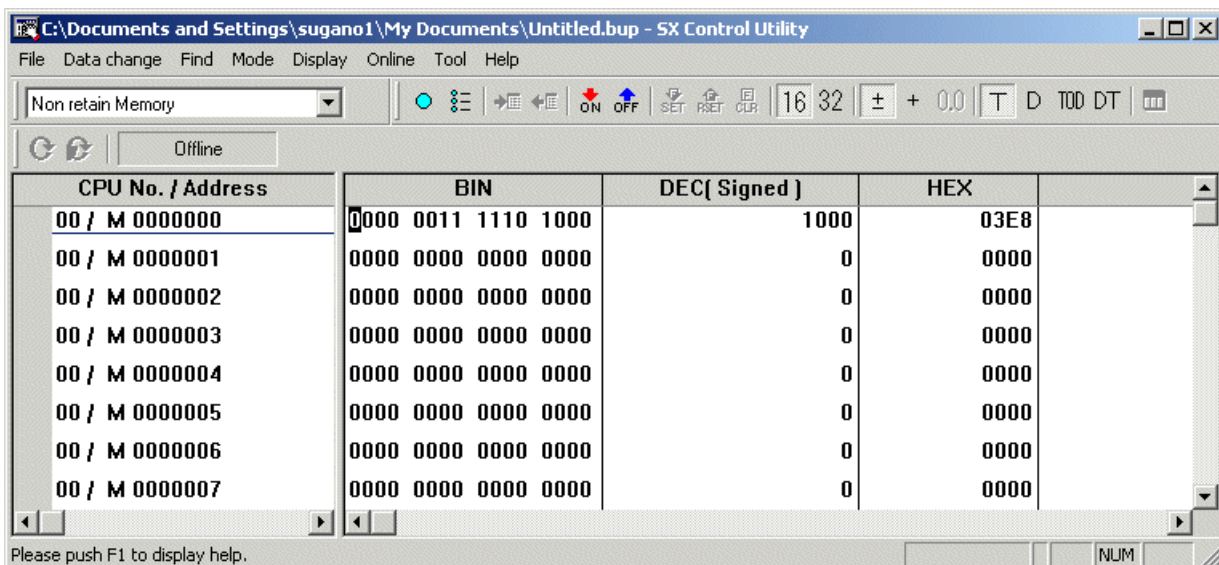 C:\Documents and Settings\sugano1\My Documents\Untitled.bup - SX Control Utility
File Data change Find Mode Display Online Tool Help
Non retain Memory ON OFF SET RSET CLR 16 32 ± + 0.0 T D TOD DT
Offline
CPU No. / Address BIN DEC( Signed ) HEX
00 / M 0000000 0000 0011 1110 1000 1000 03E8
00 / M 0000001 0000 0000 0000 0000 0 0000
00 / M 0000002 0000 0000 0000 0000 0 0000
00 / M 0000003 0000 0000 0000 0000 0 0000
00 / M 0000004 0000 0000 0000 0000 0 0000
00 / M 0000005 0000 0000 0000 0000 0 0000
00 / M 0000006 0000 0000 0000 0000 0 0000
00 / M 0000007 0000 0000 0000 0000 0 0000
Please push F1 to display help. NUM